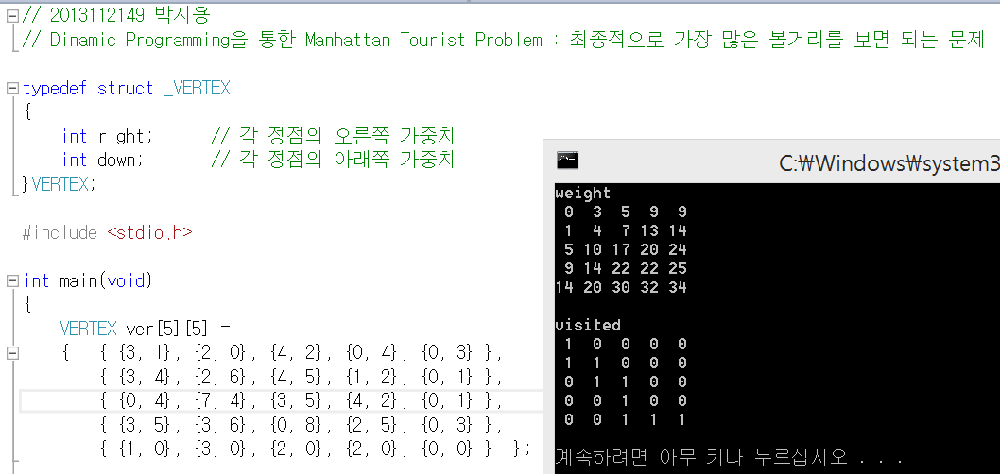 // 2013112149 박지용
// Dinamic Programming을 통한 Manhattan Tourist Problem : 최종적으로 가장 많은 볼거리를 보면 되는 문제
typedef struct _VERTEX
{
int right; // 각 정점의 오른쪽 가중치
int down; // 각 정점의 아래쪽 가중치
}VERTEX;
#include <stdio.h>
int main(void)
{
VERTEX ver[5][5] =
{ { {3, 1}, {2, 0}, {4, 2}, {0, 4}, {0, 3} },
{ {3, 4}, {2, 6}, {4, 5}, {1, 2}, {0, 1} },
{ {0, 4}, {7, 4}, {3, 5}, {4, 2}, {0, 1} },
{ {3, 5}, {3, 6}, {0, 8}, {2, 5}, {0, 3} },
{ {1, 0}, {3, 0}, {2, 0}, {2, 0}, {0, 0} } };
C:₩Windows₩system3
weight
0 3 5 9 9
1 4 7 13 14
5 10 17 20 24
9 14 22 22 25
14 20 30 32 34
visited
1 0 0 0 0
1 1 0 0 0
0 1 1 0 0
0 0 1 0 0
0 0 1 1 1
계속하려면 아무 키나 누르십시오 . . .